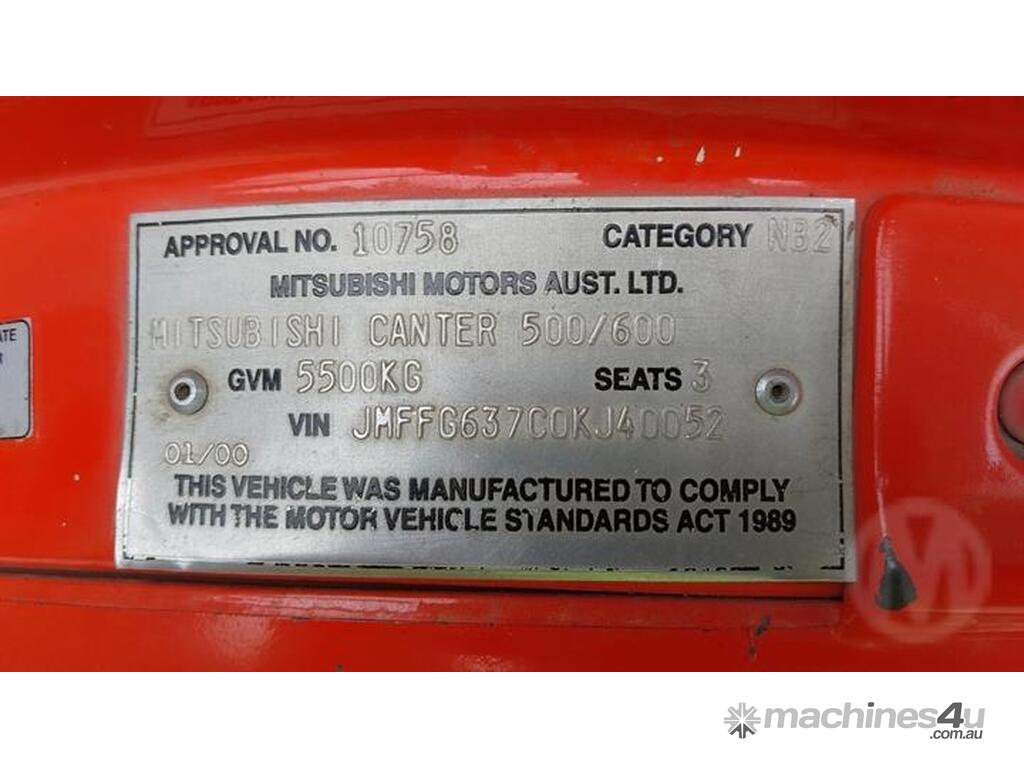 APPROVAL NO. 10758 CATEGORY NB2
MITSUBISHI MOTORS AUST. LTD.
MITSUBISHI CANTER 500/600
GVM 5500KG SEATS 3
VIN JMFFG637C0KJ40052
01/00
THIS VEHICLE WAS MANUFACTURED TO COMPLY
WITH THE MOTOR VEHICLE STANDARDS ACT 1989
machines4u
.com.au